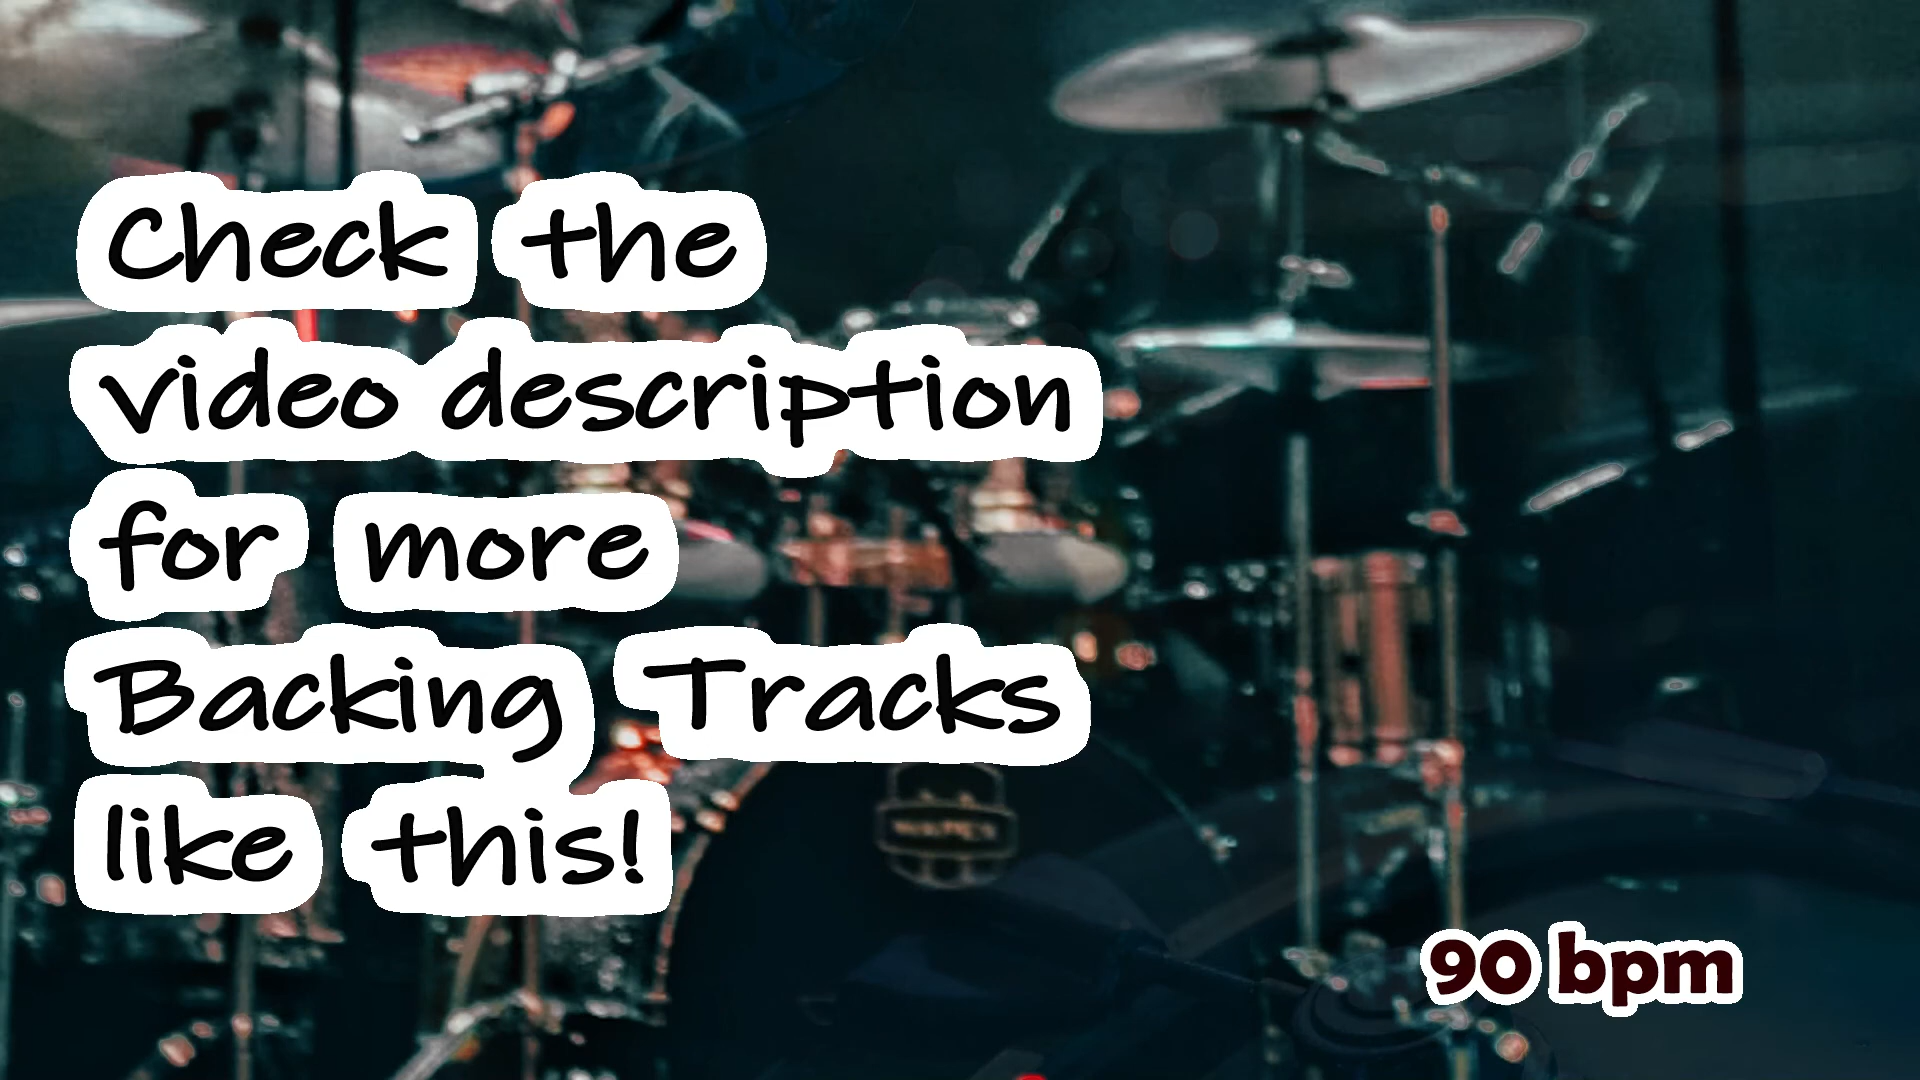 Check the
video description
for more
Backing Tracks
like this!
90 bpm